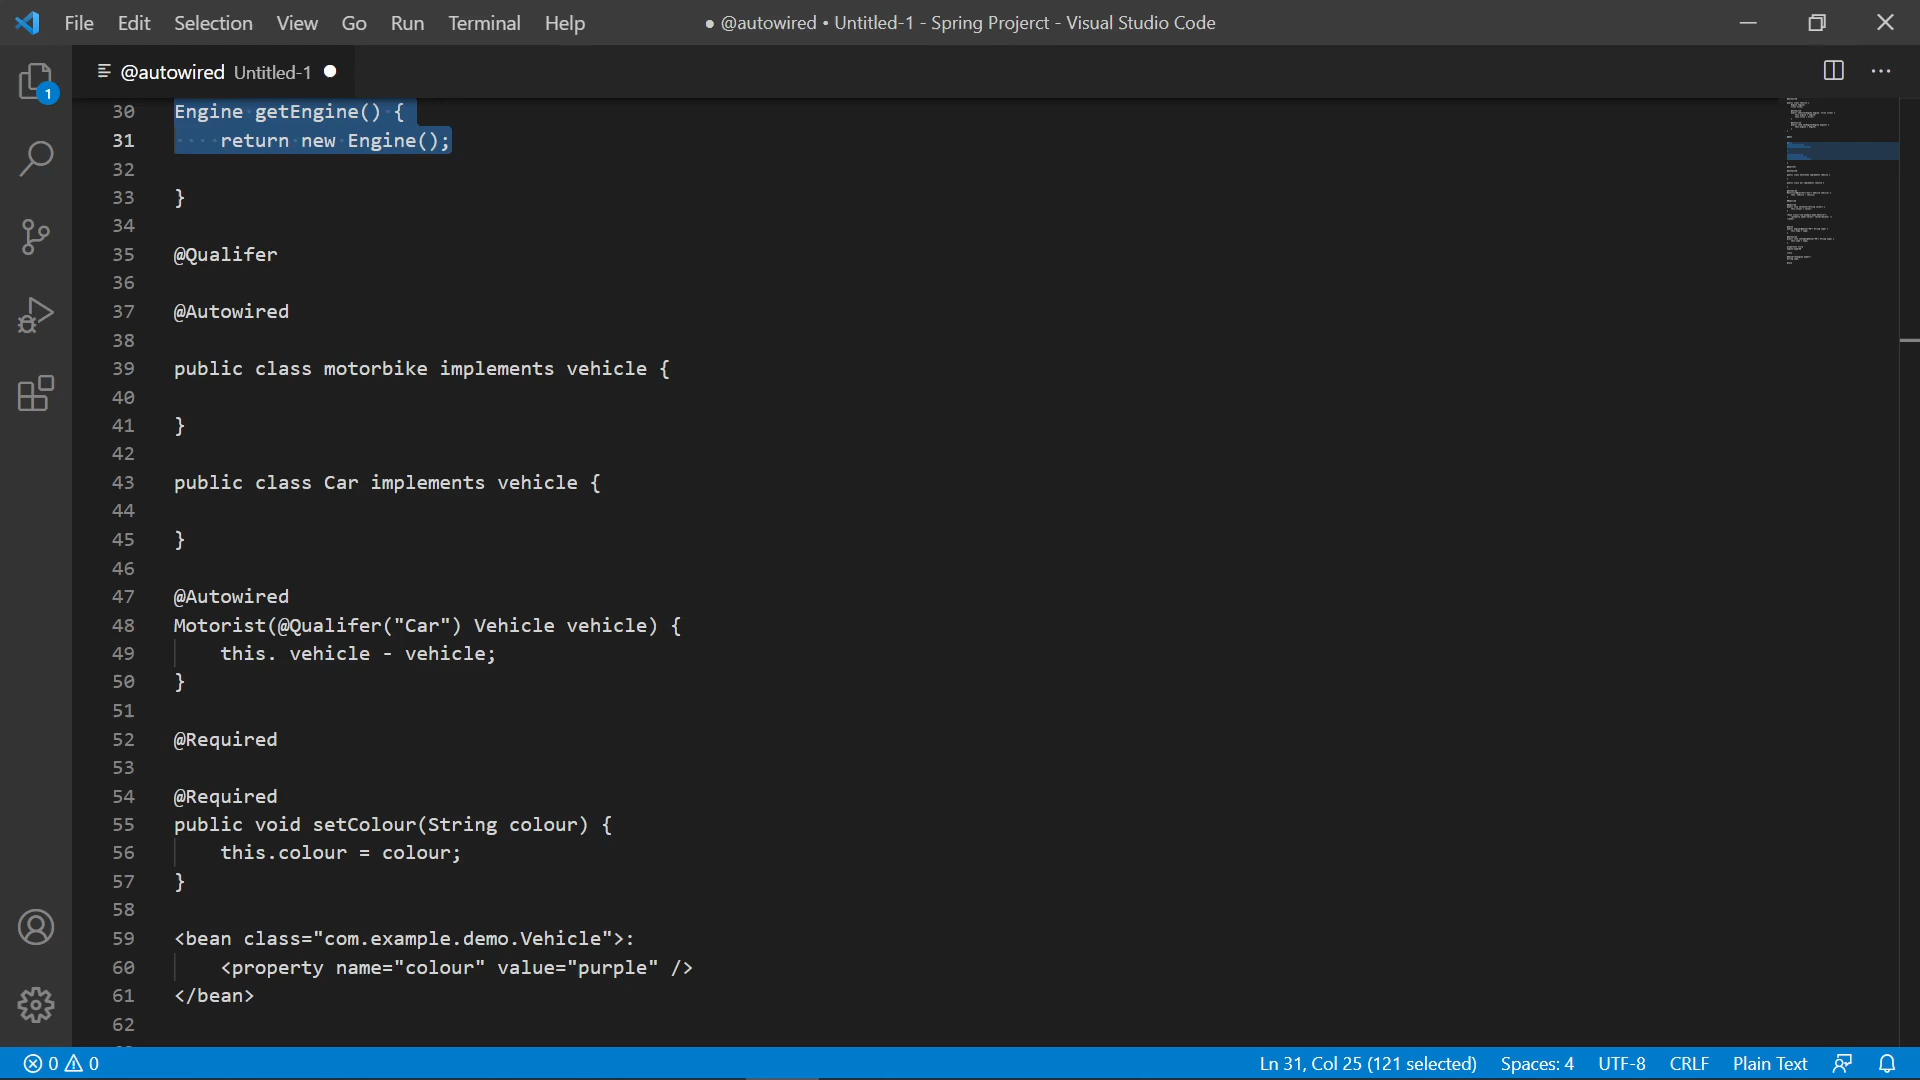 File Edit Selection View Go Run Terminal Help
● @autowired • Untitled-1 - Spring Projerct - Visual Studio Code
@autowired Untitled-1 ●
1
30 Engine getEngine() {
31 return new Engine();
32
33 }
34
35 @Qualifer
36
37 @Autowired
38
39 public class motorbike implements vehicle {
40
41 }
42
43 public class Car implements vehicle {
44
45 }
46
47 @Autowired
48 Motorist(@Qualifer("Car") Vehicle vehicle) {
49 this. vehicle - vehicle;
50 }
51
52 @Required
53
54 @Required
55 public void setColour(String colour) {
56 this.colour = colour;
57 }
58
59 <bean class="com.example.demo.Vehicle">:
60 <property name="colour" value="purple" />
61 </bean>
62
0 0 Ln 31, Col 25 (121 selected) Spaces: 4 UTF-8 CRLF Plain Text